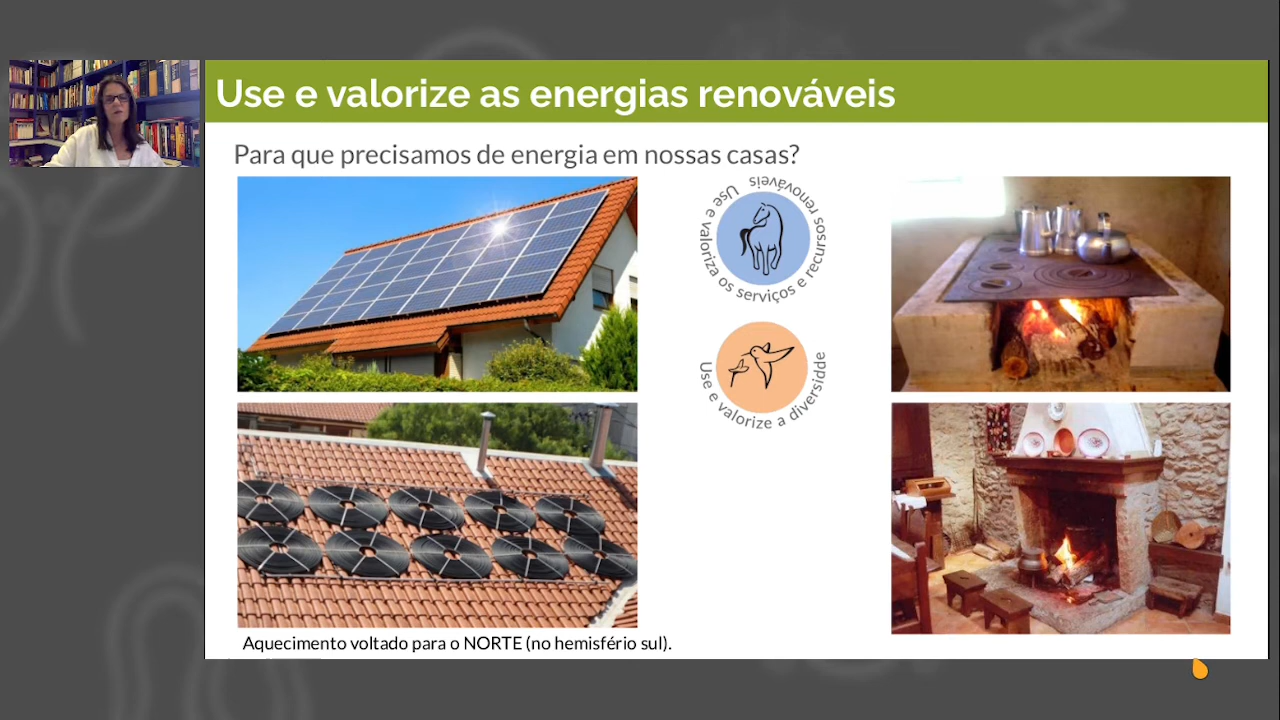 Use e valorize as energias renováveis
Para que precisamos de energia em nossas casas?
Use e valoriza os serviços e recursos renováveis
Use e valorize a diversidde
Aquecimento voltado para o NORTE (no hemisfério sul).